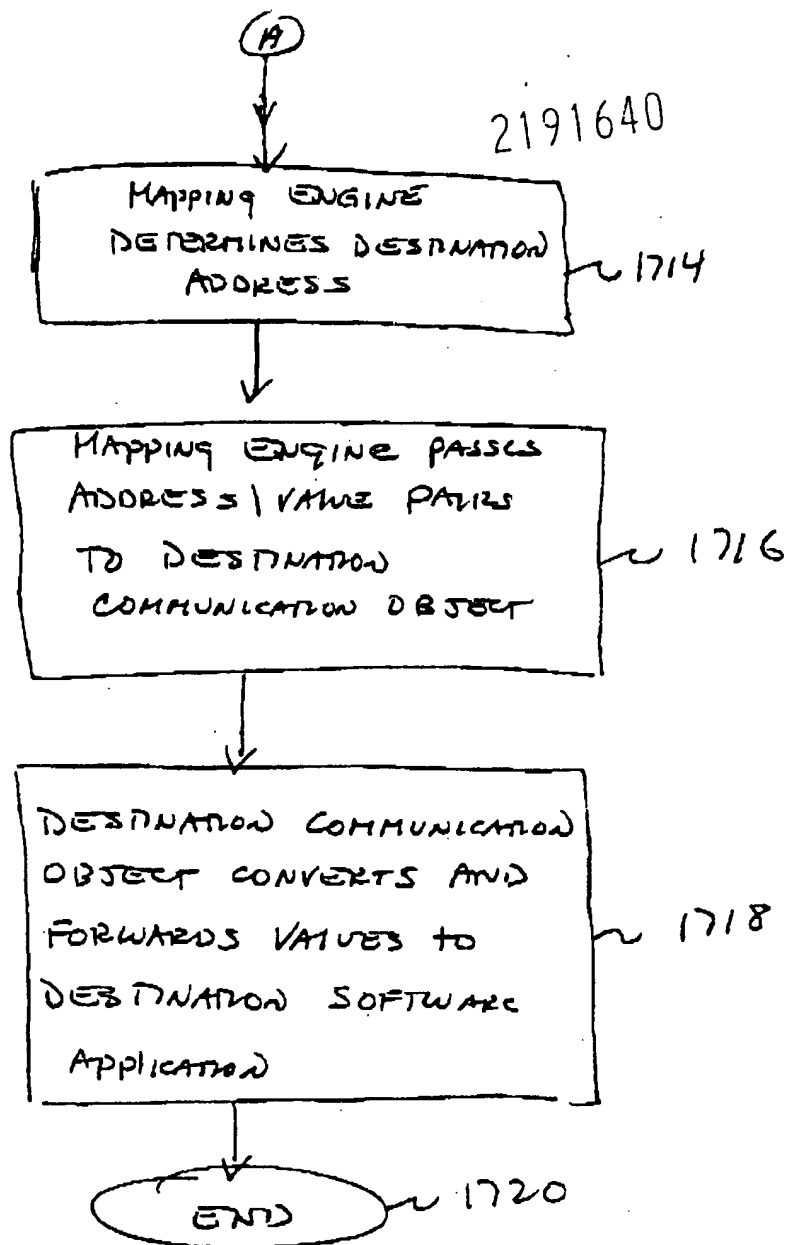 A
2191640
MAPPING ENGINE
DETERMINES DESTINATION
ADDRESS
1714
MAPPING ENGINE PASSES
ADDRESS \ VALUE PAIRS
TO DESTINATION
COMMUNICATION OBJECT
1716
DESTINATION COMMUNICATION
OBJECT CONVERTS AND
FORWARDS VALUES TO
DESTINATION SOFTWARE
APPLICATION
1718
END
1720